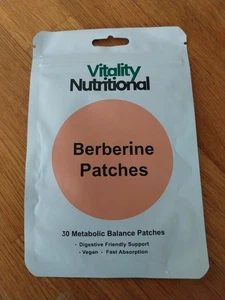 Vitality
Nutritional
Berberine
Patches
30 Metabolic Balance Patches
· Digestive Friendly Support
· Vegan · Fast Absorption